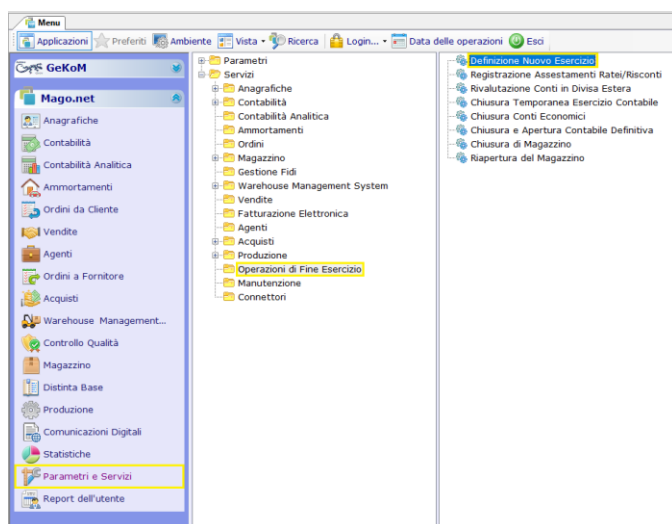 Menu
Applicazioni Preferiti Ambiente Vista Ricerca Login... Data delle operazioni Esci
GeKoM
Mago.net
Anagrafiche
Contabilità
Contabilità Analitica
Ammortamenti
Ordini da Cliente
Vendite
Agenti
Ordini a Fornitore
Acquisti
Warehouse Management...
Controllo Qualità
Magazzino
Distinta Base
Produzione
Comunicazioni Digitali
Statistiche
Parametri e Servizi
Report dell'utente
Parametri
Servizi
Anagrafiche
Contabilità
Contabilità Analitica
Ammortamenti
Ordini
Magazzino
Gestione Fidi
Warehouse Management System
Vendite
Fatturazione Elettronica
Agenti
Acquisti
Produzione
Operazioni di Fine Esercizio
Manutenzione
Connettori
Definizione Nuovo Esercizio
Registrazione Assestamenti Ratei/Risconti
Rivalutazione Conti in Divisa Estera
Chiusura Temporanea Esercizio Contabile
Chiusura Conti Economici
Chiusura e Apertura Contabile Definitiva
Chiusura di Magazzino
Riapertura del Magazzino